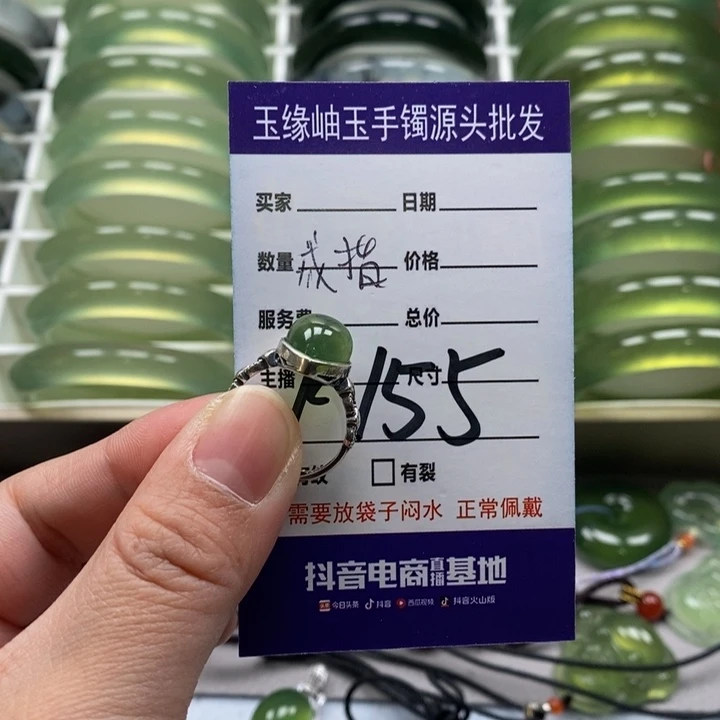 玉缘岫玉手镯源头批发
买家 日期
数量 戒指 价格
服务费 总价
主播 尺寸
F155
有裂
需要放袋子闷水 正常佩戴
抖音电商直播基地
今日头条 抖音 西瓜视频 抖音火山版